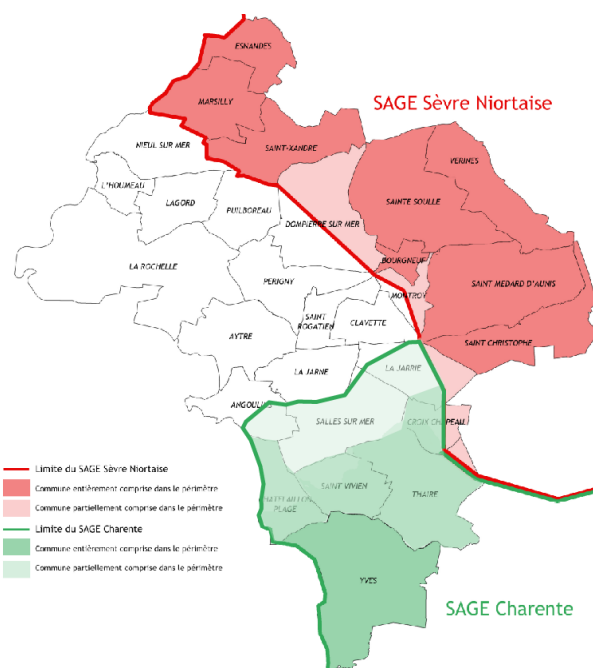 ESNANDES
MARSILLY
SAGE Sèvre Niortaise
NIEUL SUR MER
SAINT-XANDRE
VERINES
L'HOUMEAU
LAGORD
SAINTE SOULLE
PUILBOREAU
DOMPIERRE SUR MER
LA ROCHELLE
BOURGNEUF
PERIGNY
SAINT MEDARD D'AUNIS
MONTROY
SAINT
ROGATIEN
CLAVETTE
AYTRE
SAINT CHRISTOPHE
LA JARNE
LA JARRIE
ANGOULINS
SALLES SUR MER
CROIX CHAPEAU
Limite du SAGE Sèvre Niortaise
Commune entièrement comprise dans le périmètre
Commune partiellement comprise dans le périmètre
SAINT VIVIEN
THAIRE
CHATELAILLON
PLAGE
Limite du SAGE Charente
Commune entièrement comprise dans le périmètre
Commune partiellement comprise dans le périmètre
YVES
SAGE Charente